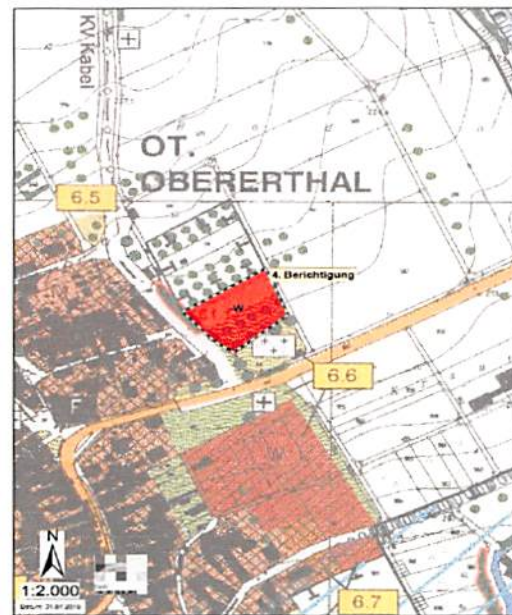 KV-Kabel
OT.
OBERERTHAL
6.5
4. Berichtigung
W
6.6
F
W
N
1:2.000
6.7